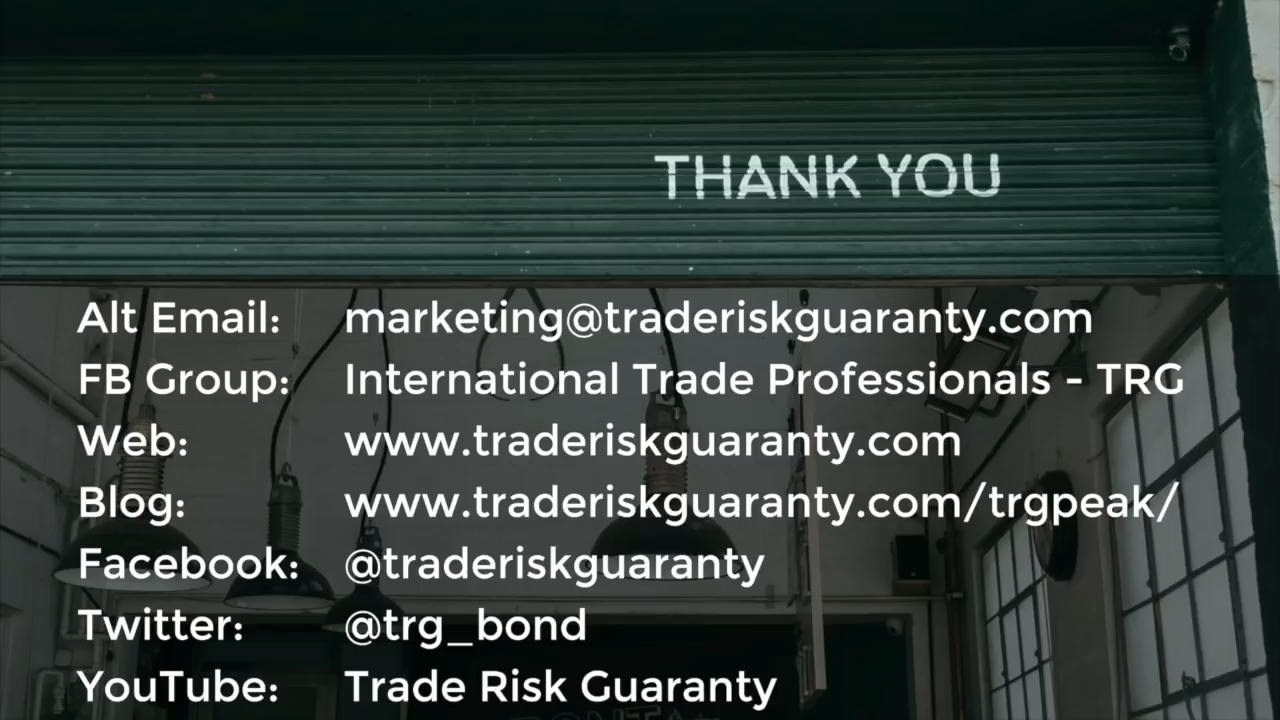 THANK YOU
Alt Email: marketing@traderiskguaranty.com
FB Group: International Trade Professionals - TRG
Web: www.traderiskguaranty.com
Blog: www.traderiskguaranty.com/trgpeak/
Facebook: @traderiskguaranty
Twitter: @trg_bond
YouTube: Trade Risk Guaranty